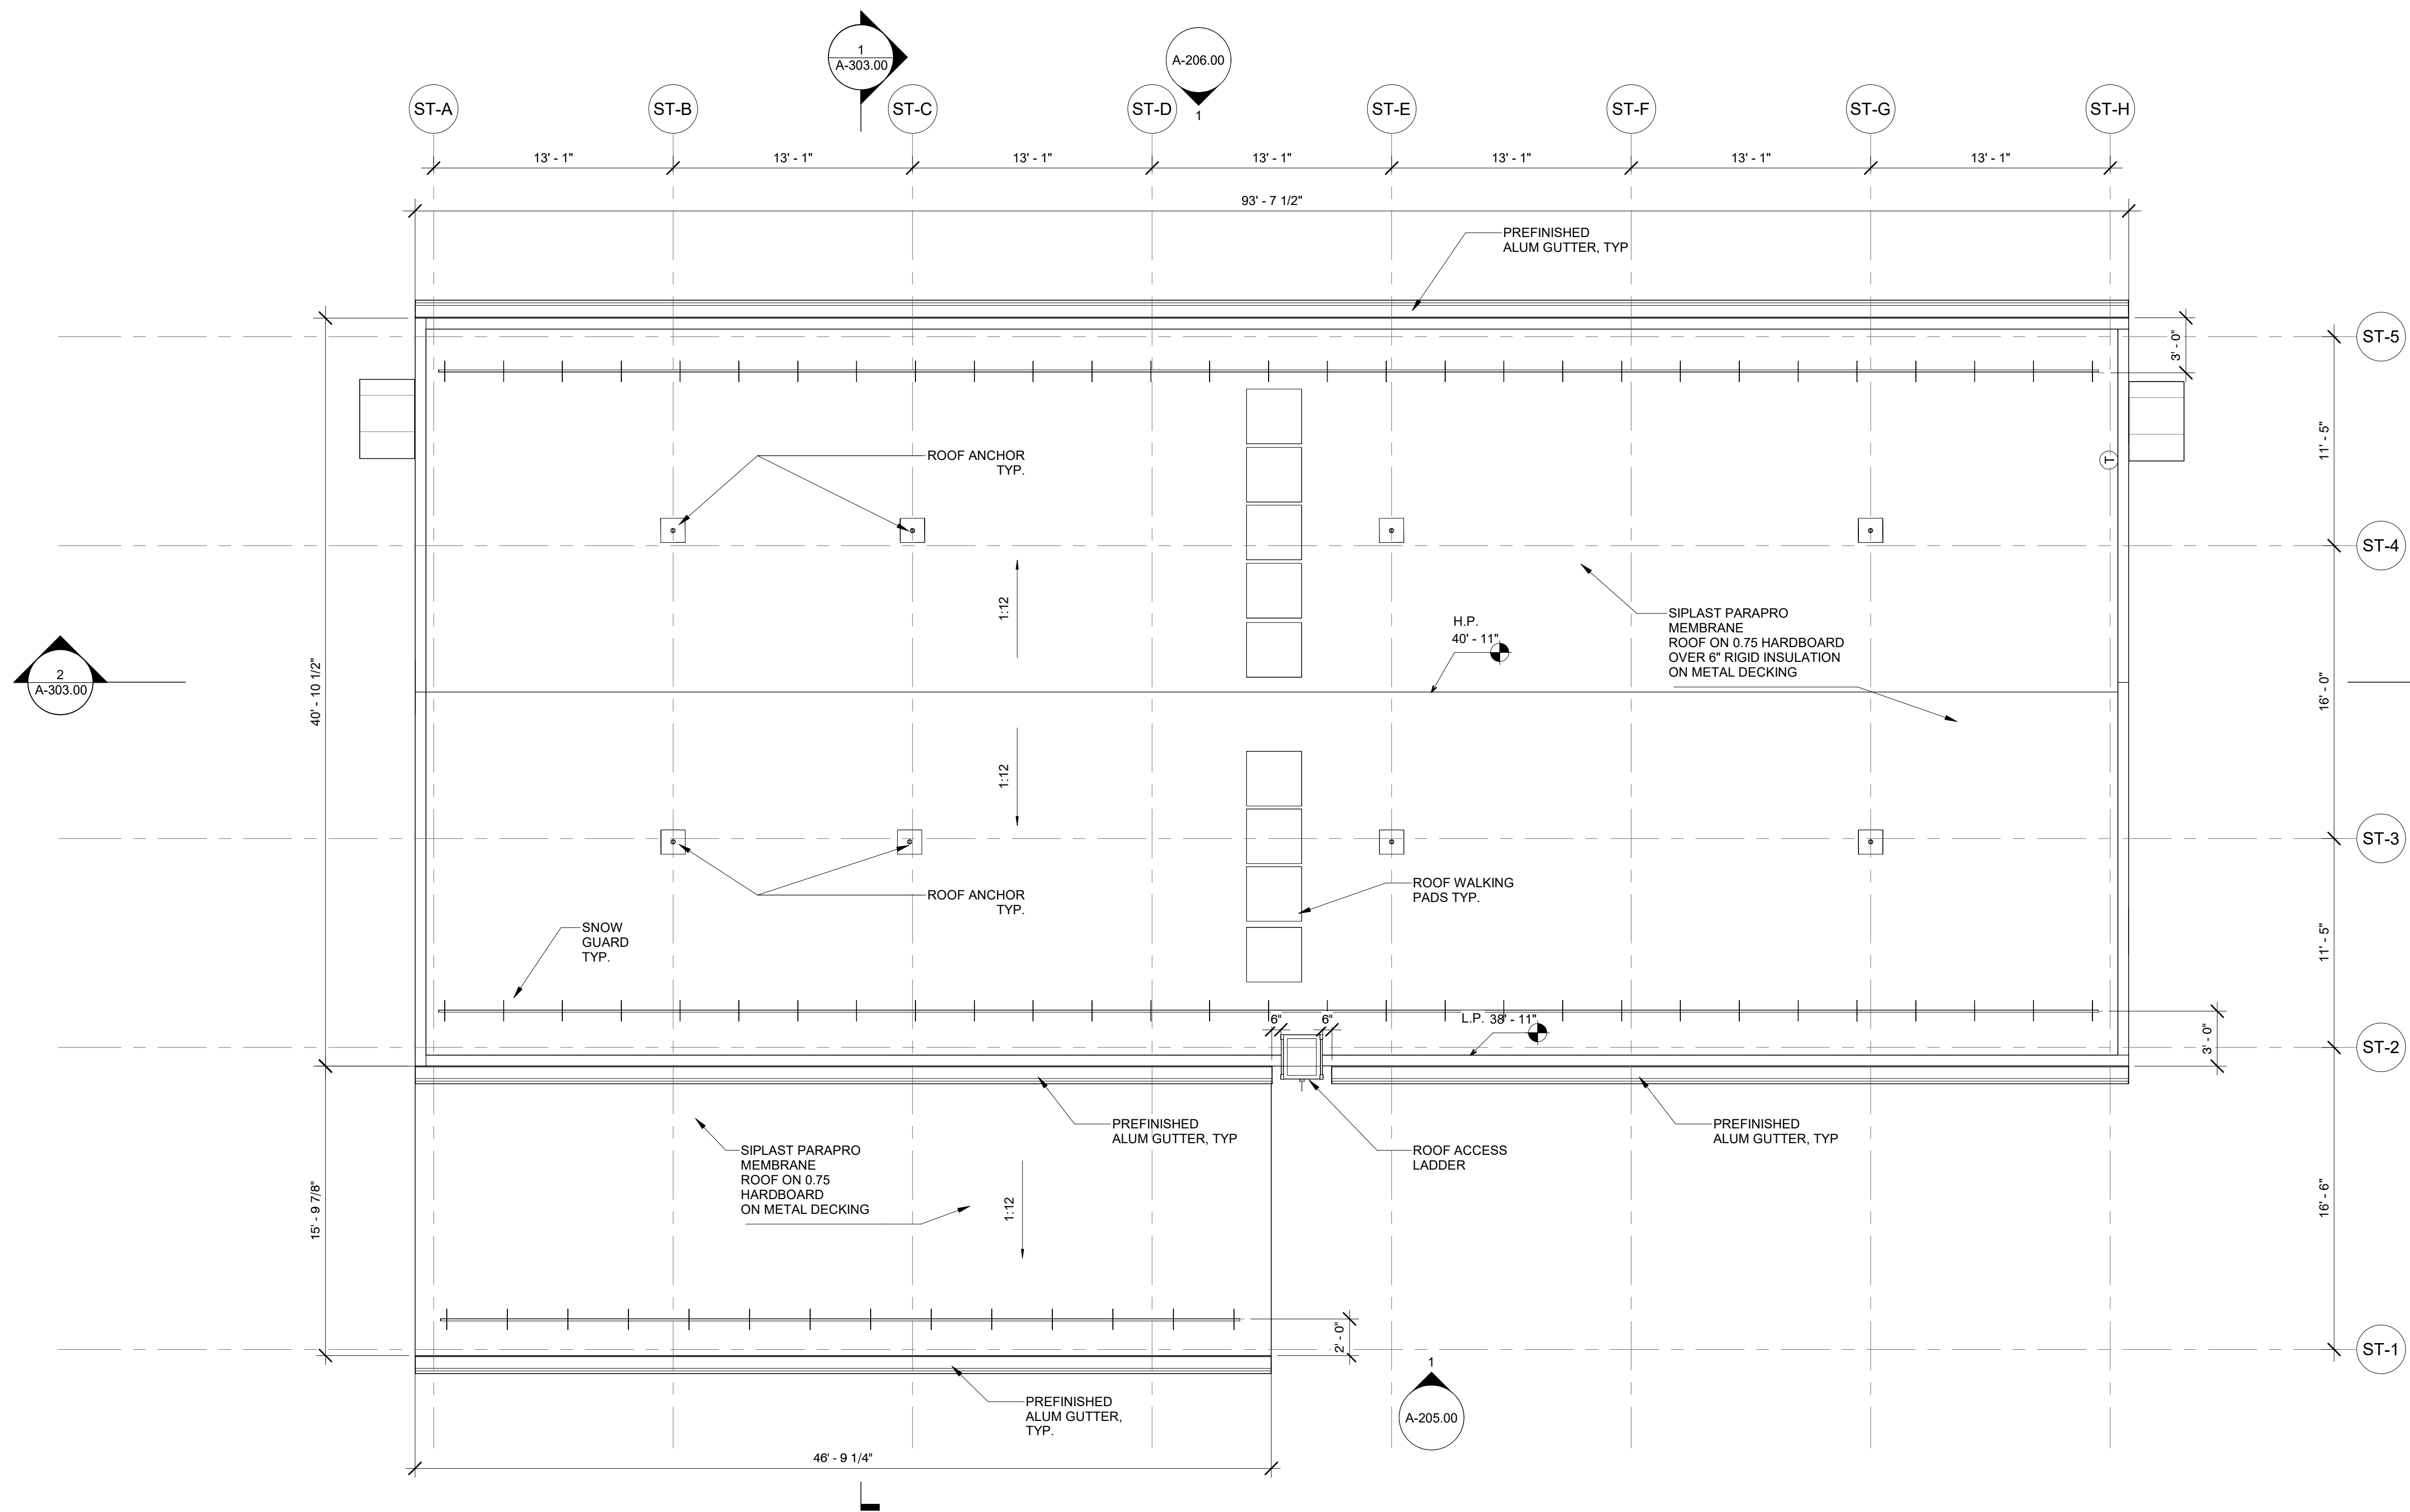 1
A-303.00
A-206.00
1
ST-A
ST-B
ST-C
ST-D
ST-E
ST-F
ST-G
ST-H
13' - 1"
13' - 1"
13' - 1"
13' - 1"
13' - 1"
13' - 1"
13' - 1"
93' - 7 1/2"
PREFINISHED
ALUM GUTTER, TYP
ST-5
3' - 0"
11' - 5"
ROOF ANCHOR
TYP.
T
ST-4
1:12
H.P.
40' - 11"
SIPLAST PARAPRO
MEMBRANE
ROOF ON 0.75 HARDBOARD
OVER 6" RIGID INSULATION
ON METAL DECKING
2
A-303.00
40' - 10 1/2"
16' - 0"
1:12
ST-3
ROOF WALKING
PADS TYP.
ROOF ANCHOR
TYP.
SNOW
GUARD
TYP.
11' - 5"
6"
6"
L.P. 38' - 11"
3' - 0"
ST-2
PREFINISHED
ALUM GUTTER, TYP
PREFINISHED
ALUM GUTTER, TYP
SIPLAST PARAPRO
MEMBRANE
ROOF ON 0.75
HARDBOARD
ON METAL DECKING
ROOF ACCESS
LADDER
15' - 9 7/8"
1:12
16' - 6"
2' - 0"
ST-1
1
A-205.00
PREFINISHED
ALUM GUTTER,
TYP.
46' - 9 1/4"